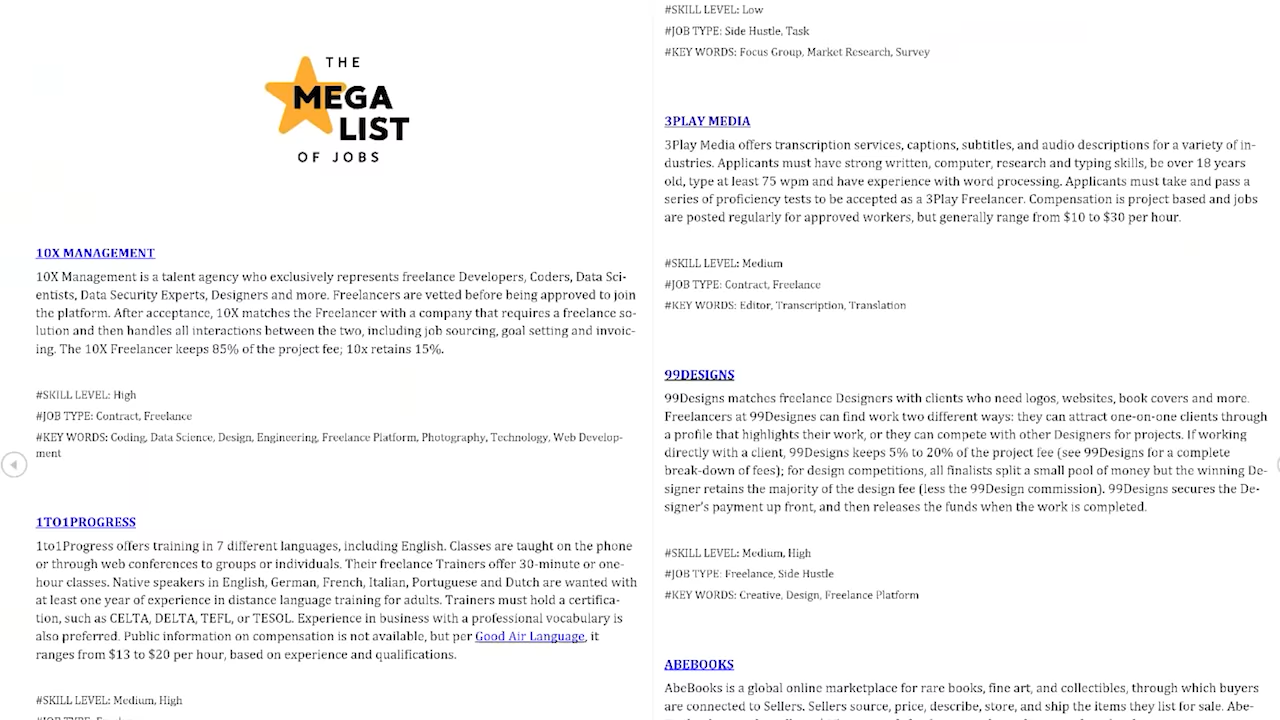 THE
MEGA
LIST
OF JOBS
10X MANAGEMENT
10X Management is a talent agency who exclusively represents freelance Developers, Coders, Data Sci-
entists, Data Security Experts, Designers and more. Freelancers are vetted before being approved to join
the platform. After acceptance, 10X matches the Freelancer with a company that requires a freelance so-
lution and then handles all interactions between the two, including job sourcing, goal setting and invoic-
ing. The 10X Freelancer keeps 85% of the project fee; 10x retains 15%.
#SKILL LEVEL: High
#JOB TYPE: Contract, Freelance
#KEY WORDS: Coding, Data Science, Design, Engineering, Freelance Platform, Photography, Technology, Web Develop-
ment
1TO1PROGRESS
1to1Progress offers training in 7 different languages, including English. Classes are taught on the phone
or through web conferences to groups or individuals. Their freelance Trainers offer 30-minute or one-
hour classes. Native speakers in English, German, French, Italian, Portuguese and Dutch are wanted with
at least one year of experience in distance language training for adults. Trainers must hold a certifica-
tion, such as CELTA, DELTA, TEFL, or TESOL. Experience in business with a professional vocabulary is
also preferred. Public information on compensation is not available, but per Good Air Language, it
ranges from $13 to $20 per hour, based on experience and qualifications.
#SKILL LEVEL: Medium, High
#SKILL LEVEL: Low
#JOB TYPE: Side Hustle, Task
#KEY WORDS: Focus Group, Market Research, Survey
3PLAY MEDIA
3Play Media offers transcription services, captions, subtitles, and audio descriptions for a variety of in-
dustries. Applicants must have strong written, computer, research and typing skills, be over 18 years
old, type at least 75 wpm and have experience with word processing. Applicants must take and pass a
series of proficiency tests to be accepted as a 3Play Freelancer. Compensation is project based and jobs
are posted regularly for approved workers, but generally range from $10 to $30 per hour.
#SKILL LEVEL: Medium
#JOB TYPE: Contract, Freelance
#KEY WORDS: Editor, Transcription, Translation
99DESIGNS
99Designs matches freelance Designers with clients who need logos, websites, book covers and more.
Freelancers at 99Designes can find work two different ways: they can attract one-on-one clients through
a profile that highlights their work, or they can compete with other Designers for projects. If working
directly with a client, 99Designs keeps 5% to 20% of the project fee (see 99Designs for a complete
break-down of fees); for design competitions, all finalists split a small pool of money but the winning De-
signer retains the majority of the design fee (less the 99Design commission). 99Designs secures the De-
signer's payment up front, and then releases the funds when the work is completed.
#SKILL LEVEL: Medium, High
#JOB TYPE: Freelance, Side Hustle
#KEY WORDS: Creative, Design, Freelance Platform
ABEBOOKS
AbeBooks is a global online marketplace for rare books, fine art, and collectibles, through which buyers
are connected to Sellers. Sellers source, price, describe, store, and ship the items they list for sale. Abe-